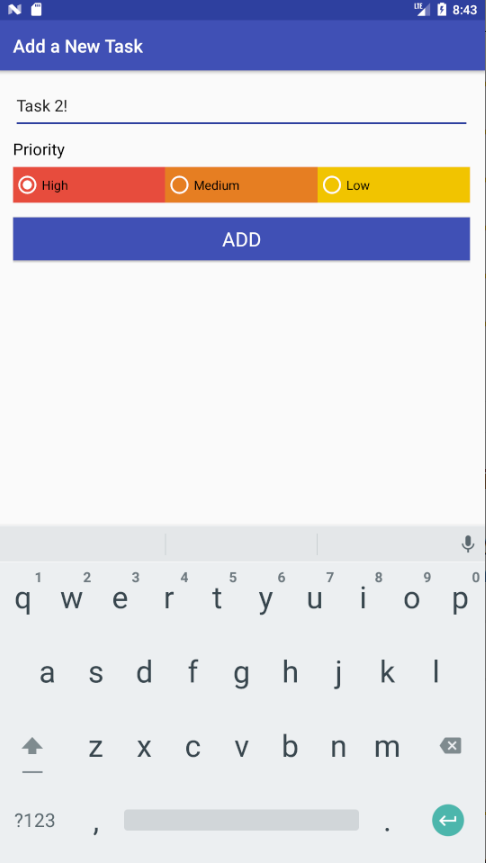 LTE 8:43
Add a New Task
Task 2!
Priority
High Medium Low
ADD
1 2 3 4 5 6 7 8 9 0
q w e r t y u i o p
a s d f g h j k l
z x c v b n m
?123 , .